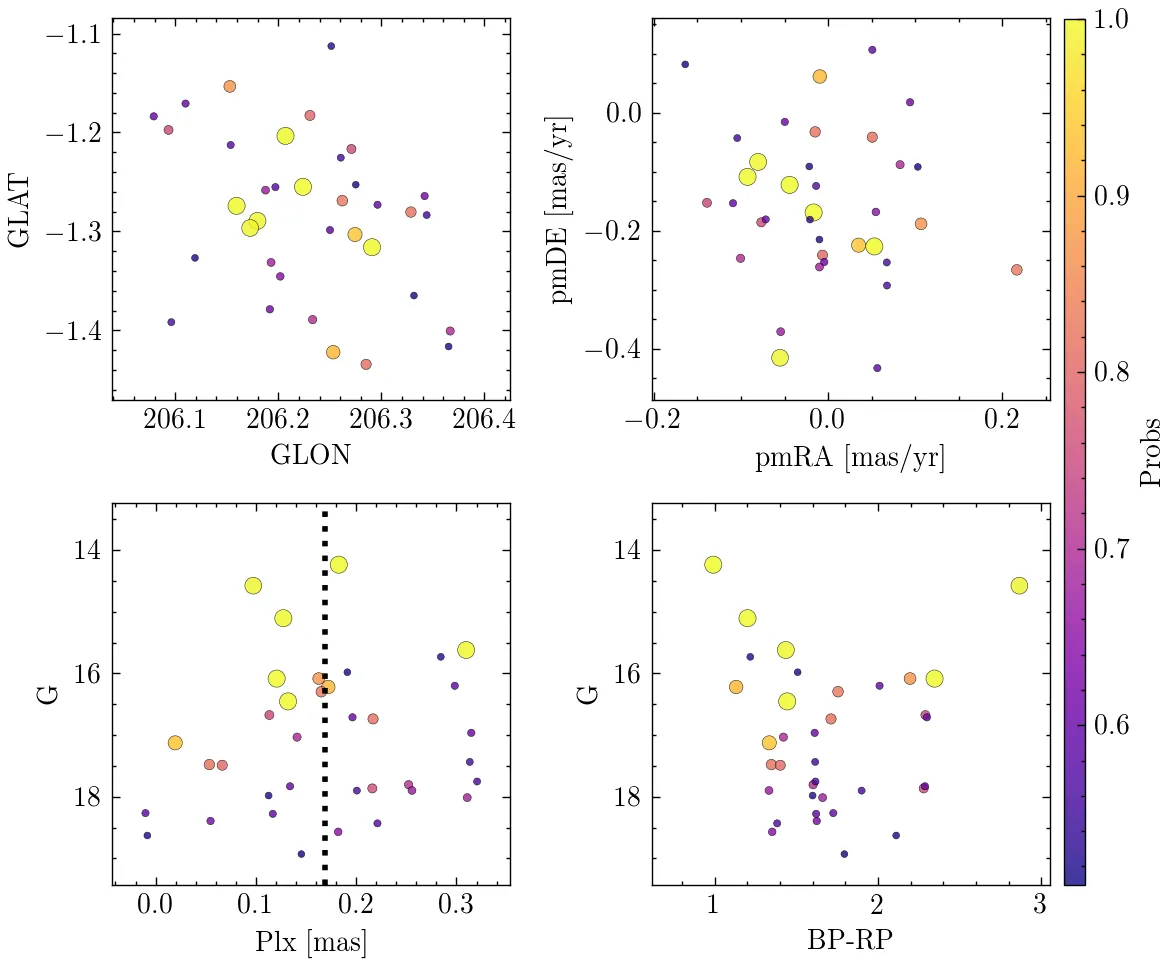 −1.1
−1.2
−1.3
−1.4
GLAT
206.1 206.2 206.3 206.4
GLON
0.0
−0.2
−0.4
pmDE [mas/yr]
−0.2 0.0 0.2
pmRA [mas/yr]
1.0
0.9
0.8
0.7
0.6
Probs
14
16
18
G
0.0 0.1 0.2 0.3
Plx [mas]
14
16
18
G
1 2 3
BP-RP